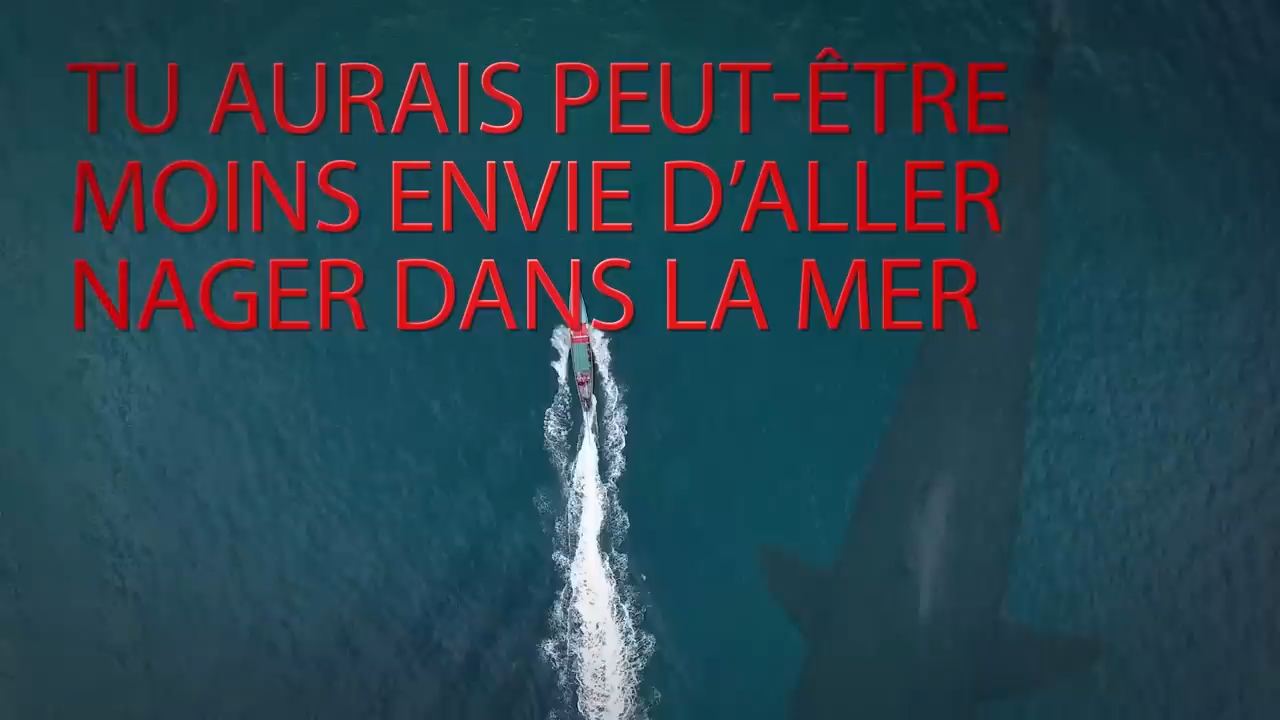 TU AURAIS PEUT-ÊTRE
MOINS ENVIE D’ALLER
NAGER DANS LA MER